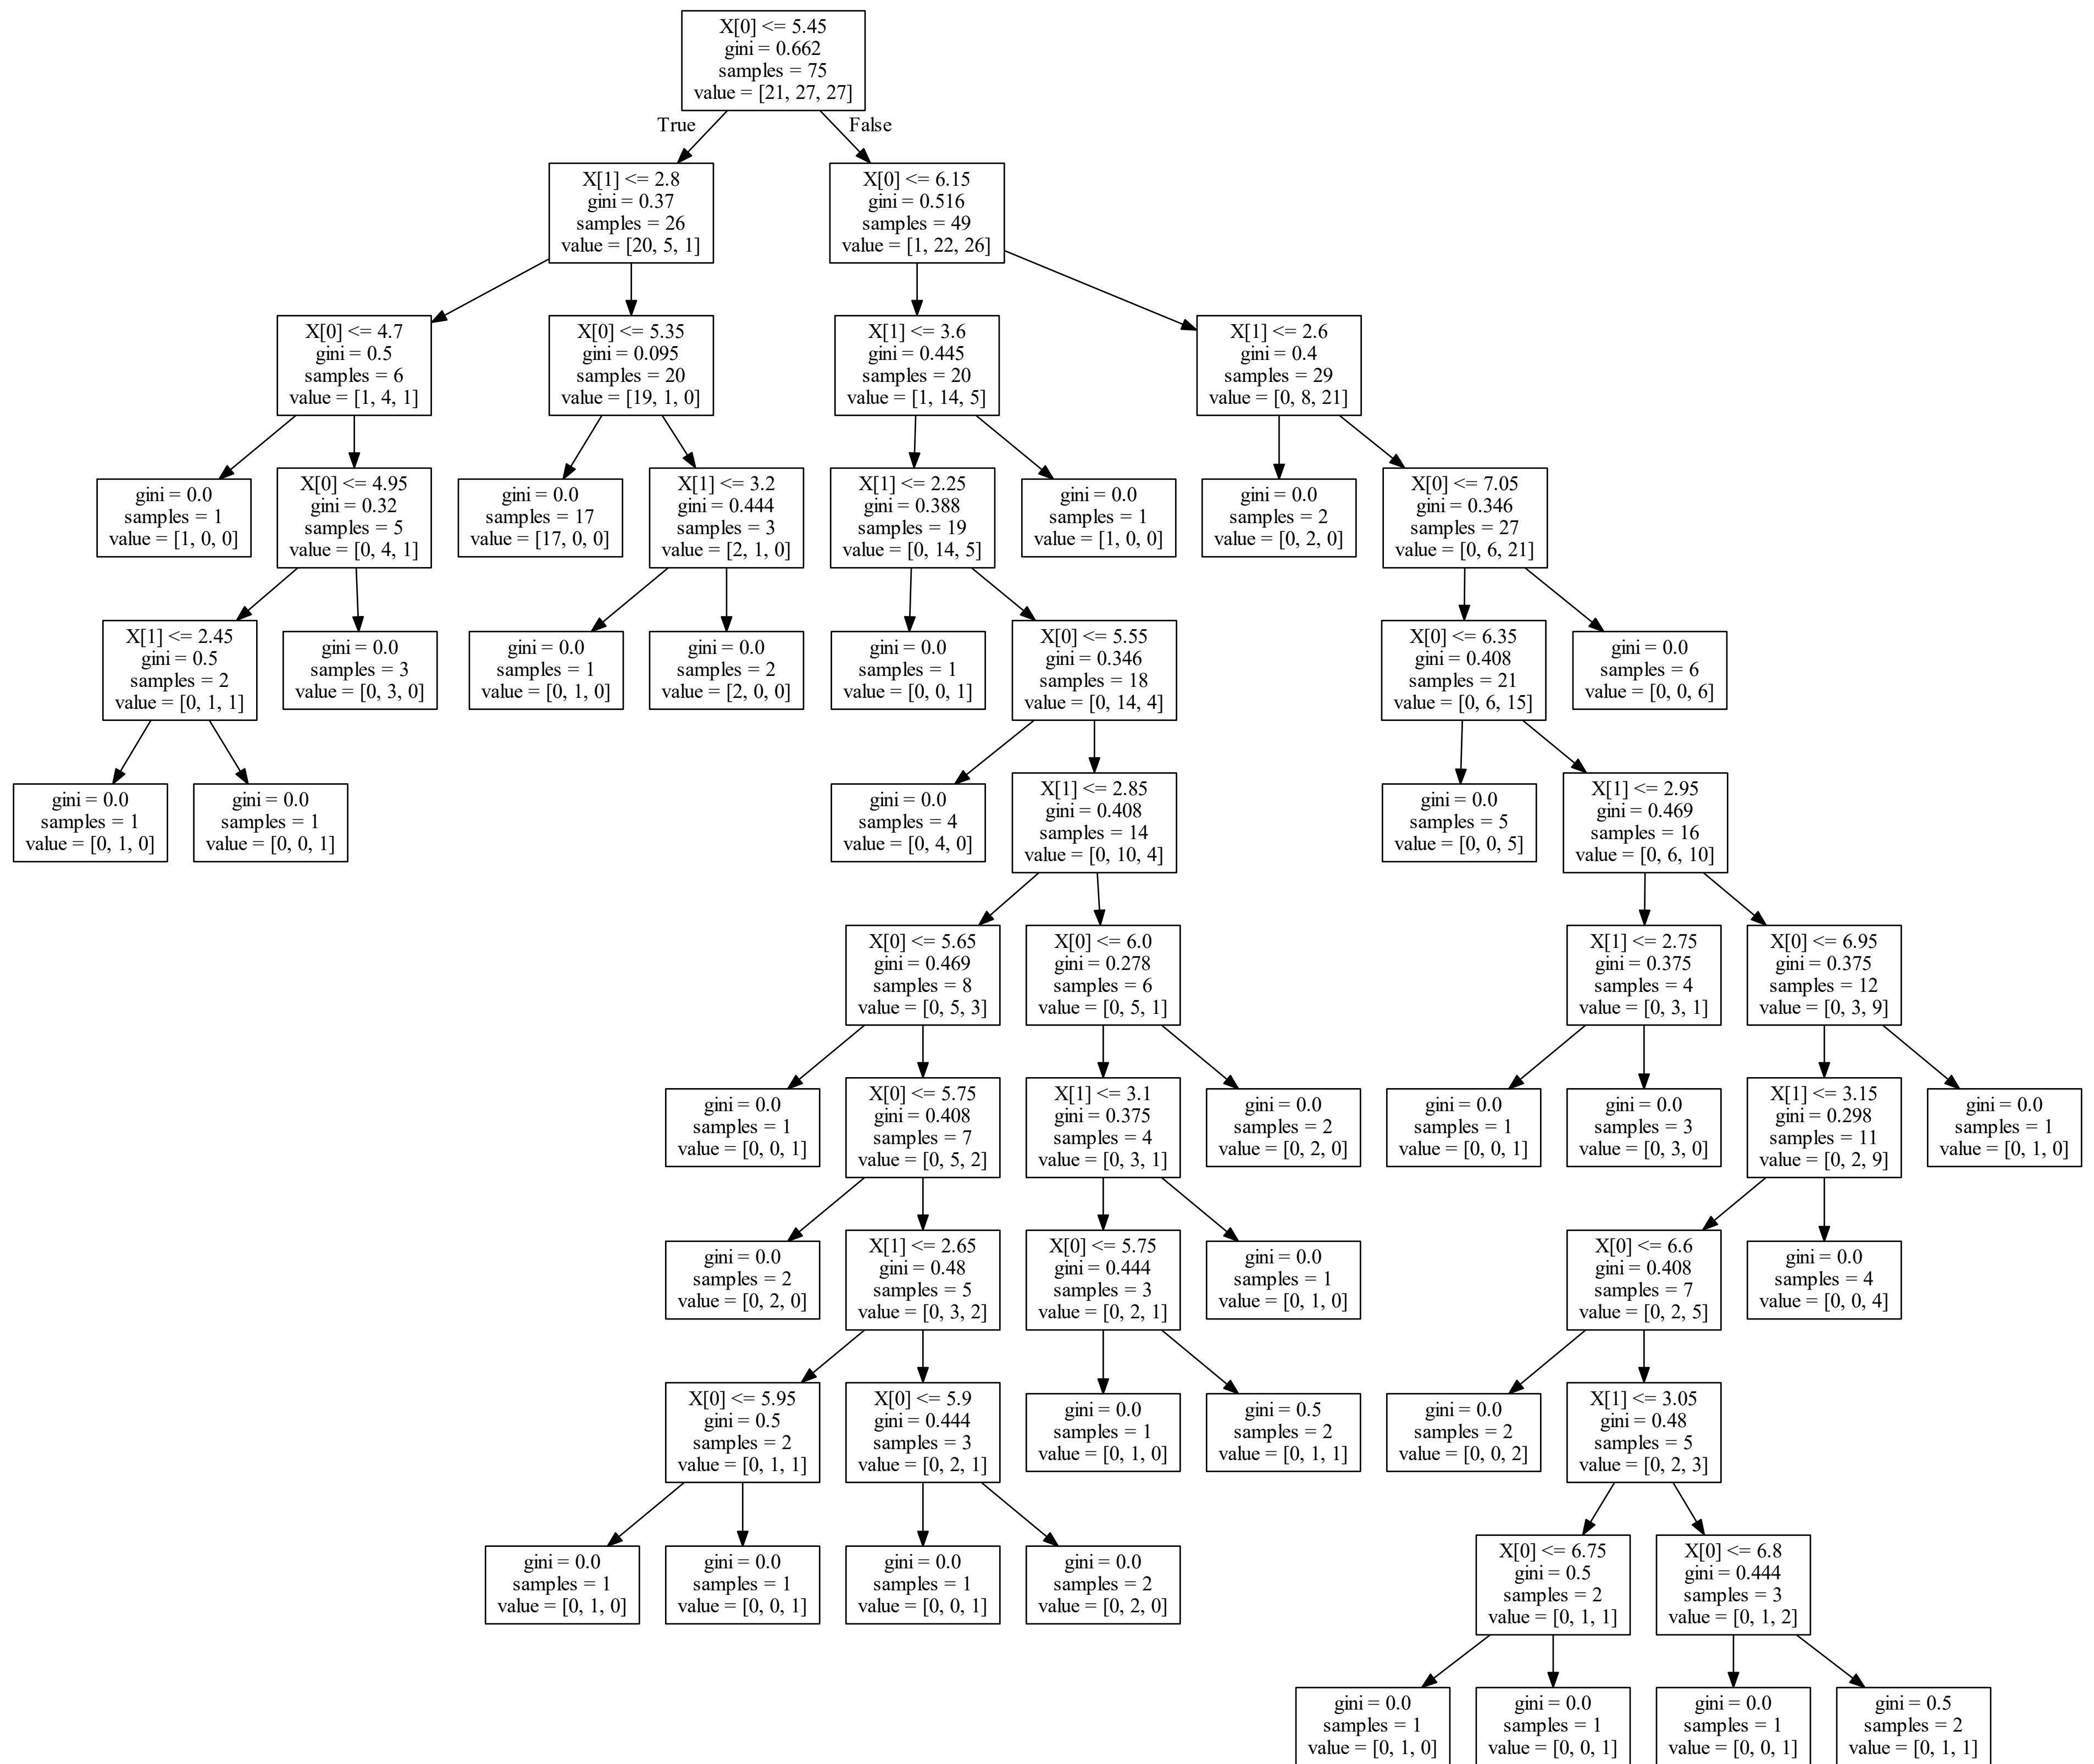 X[0] <= 5.45
gini = 0.662
samples = 75
value = [21, 27, 27]
True
False
X[1] <= 2.8
gini = 0.37
samples = 26
value = [20, 5, 1]
X[0] <= 6.15
gini = 0.516
samples = 49
value = [1, 22, 26]
X[0] <= 4.7
gini = 0.5
samples = 6
value = [1, 4, 1]
X[0] <= 5.35
gini = 0.095
samples = 20
value = [19, 1, 0]
X[1] <= 3.6
gini = 0.445
samples = 20
value = [1, 14, 5]
X[1] <= 2.6
gini = 0.4
samples = 29
value = [0, 8, 21]
gini = 0.0
samples = 1
value = [1, 0, 0]
X[0] <= 4.95
gini = 0.32
samples = 5
value = [0, 4, 1]
gini = 0.0
samples = 17
value = [17, 0, 0]
X[1] <= 3.2
gini = 0.444
samples = 3
value = [2, 1, 0]
X[1] <= 2.25
gini = 0.388
samples = 19
value = [0, 14, 5]
gini = 0.0
samples = 1
value = [1, 0, 0]
gini = 0.0
samples = 2
value = [0, 2, 0]
X[0] <= 7.05
gini = 0.346
samples = 27
value = [0, 6, 21]
X[1] <= 2.45
gini = 0.5
samples = 2
value = [0, 1, 1]
gini = 0.0
samples = 3
value = [0, 3, 0]
gini = 0.0
samples = 1
value = [0, 1, 0]
gini = 0.0
samples = 2
value = [2, 0, 0]
gini = 0.0
samples = 1
value = [0, 0, 1]
X[0] <= 5.55
gini = 0.346
samples = 18
value = [0, 14, 4]
X[0] <= 6.35
gini = 0.408
samples = 21
value = [0, 6, 15]
gini = 0.0
samples = 6
value = [0, 0, 6]
gini = 0.0
samples = 1
value = [0, 1, 0]
gini = 0.0
samples = 1
value = [0, 0, 1]
gini = 0.0
samples = 4
value = [0, 4, 0]
X[1] <= 2.85
gini = 0.408
samples = 14
value = [0, 10, 4]
gini = 0.0
samples = 5
value = [0, 0, 5]
X[1] <= 2.95
gini = 0.469
samples = 16
value = [0, 6, 10]
X[0] <= 5.65
gini = 0.469
samples = 8
value = [0, 5, 3]
X[0] <= 6.0
gini = 0.278
samples = 6
value = [0, 5, 1]
X[1] <= 2.75
gini = 0.375
samples = 4
value = [0, 3, 1]
X[0] <= 6.95
gini = 0.375
samples = 12
value = [0, 3, 9]
gini = 0.0
samples = 1
value = [0, 0, 1]
X[0] <= 5.75
gini = 0.408
samples = 7
value = [0, 5, 2]
X[1] <= 3.1
gini = 0.375
samples = 4
value = [0, 3, 1]
gini = 0.0
samples = 2
value = [0, 2, 0]
gini = 0.0
samples = 1
value = [0, 0, 1]
gini = 0.0
samples = 3
value = [0, 3, 0]
X[1] <= 3.15
gini = 0.298
samples = 11
value = [0, 2, 9]
gini = 0.0
samples = 1
value = [0, 1, 0]
gini = 0.0
samples = 2
value = [0, 2, 0]
X[1] <= 2.65
gini = 0.48
samples = 5
value = [0, 3, 2]
X[0] <= 5.75
gini = 0.444
samples = 3
value = [0, 2, 1]
gini = 0.0
samples = 1
value = [0, 1, 0]
X[0] <= 6.6
gini = 0.408
samples = 7
value = [0, 2, 5]
gini = 0.0
samples = 4
value = [0, 0, 4]
X[0] <= 5.95
gini = 0.5
samples = 2
value = [0, 1, 1]
X[0] <= 5.9
gini = 0.444
samples = 3
value = [0, 2, 1]
gini = 0.0
samples = 1
value = [0, 1, 0]
gini = 0.5
samples = 2
value = [0, 1, 1]
gini = 0.0
samples = 2
value = [0, 0, 2]
X[1] <= 3.05
gini = 0.48
samples = 5
value = [0, 2, 3]
gini = 0.0
samples = 1
value = [0, 1, 0]
gini = 0.0
samples = 1
value = [0, 0, 1]
gini = 0.0
samples = 1
value = [0, 0, 1]
gini = 0.0
samples = 2
value = [0, 2, 0]
X[0] <= 6.75
gini = 0.5
samples = 2
value = [0, 1, 1]
X[0] <= 6.8
gini = 0.444
samples = 3
value = [0, 1, 2]
gini = 0.0
samples = 1
value = [0, 1, 0]
gini = 0.0
samples = 1
value = [0, 0, 1]
gini = 0.0
samples = 1
value = [0, 0, 1]
gini = 0.5
samples = 2
value = [0, 1, 1]